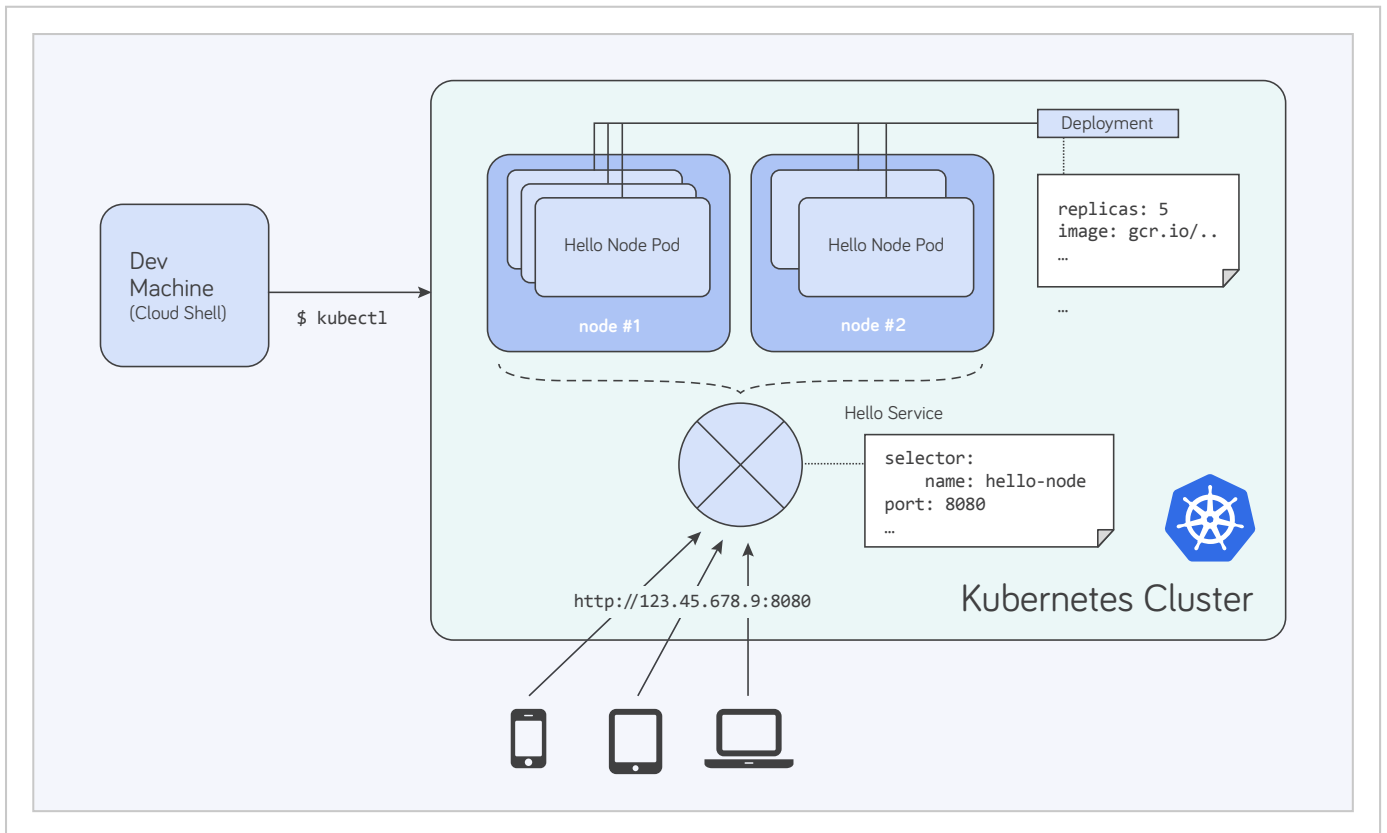 Deployment
replicas: 5
image: gcr.io/..
…
…
Dev
Machine
(Cloud Shell)
$ kubectl
Hello Node Pod
node #1
Hello Node Pod
node #2
Hello Service
selector:
name: hello-node
port: 8080
…
http://123.45.678.9:8080
Kubernetes Cluster